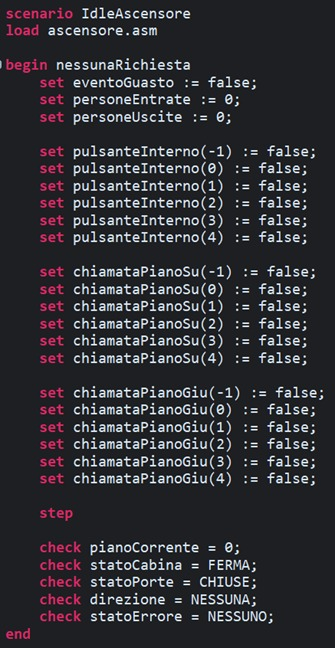 scenario IdleAscensore
load ascensore.asm
begin nessunaRichiesta
set eventoGuasto := false;
set personeEntrate := 0;
set personeUscite := 0;
set pulsanteInterno(-1) := false;
set pulsanteInterno(0) := false;
set pulsanteInterno(1) := false;
set pulsanteInterno(2) := false;
set pulsanteInterno(3) := false;
set pulsanteInterno(4) := false;
set chiamataPianoSu(-1) := false;
set chiamataPianoSu(0) := false;
set chiamataPianoSu(1) := false;
set chiamataPianoSu(2) := false;
set chiamataPianoSu(3) := false;
set chiamataPianoSu(4) := false;
set chiamataPianoGiu(-1) := false;
set chiamataPianoGiu(0) := false;
set chiamataPianoGiu(1) := false;
set chiamataPianoGiu(2) := false;
set chiamataPianoGiu(3) := false;
set chiamataPianoGiu(4) := false;
step
check pianoCorrente = 0;
check statoCabina = FERMA;
check statoPorte = CHIUSE;
check direzione = NESSUNA;
check statoErrore = NESSUNO;
end